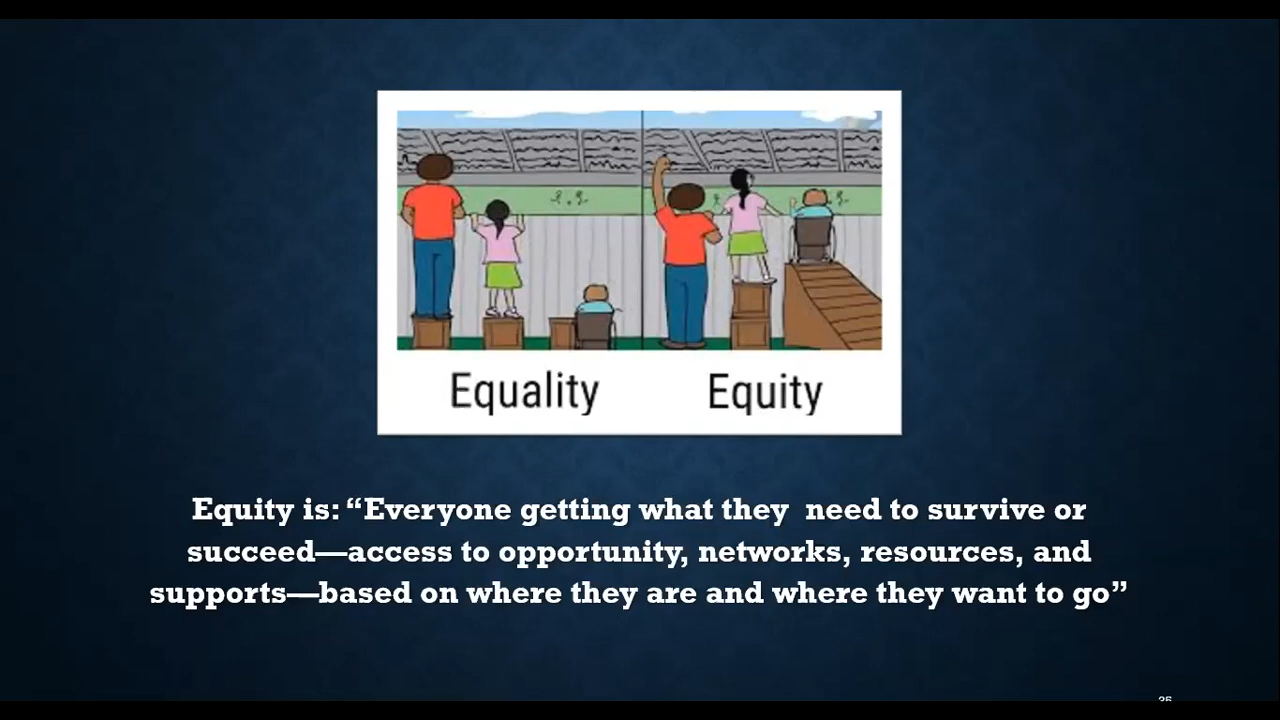 Equality Equity
Equity is: “Everyone getting what they need to survive or
succeed—access to opportunity, networks, resources, and
supports—based on where they are and where they want to go”